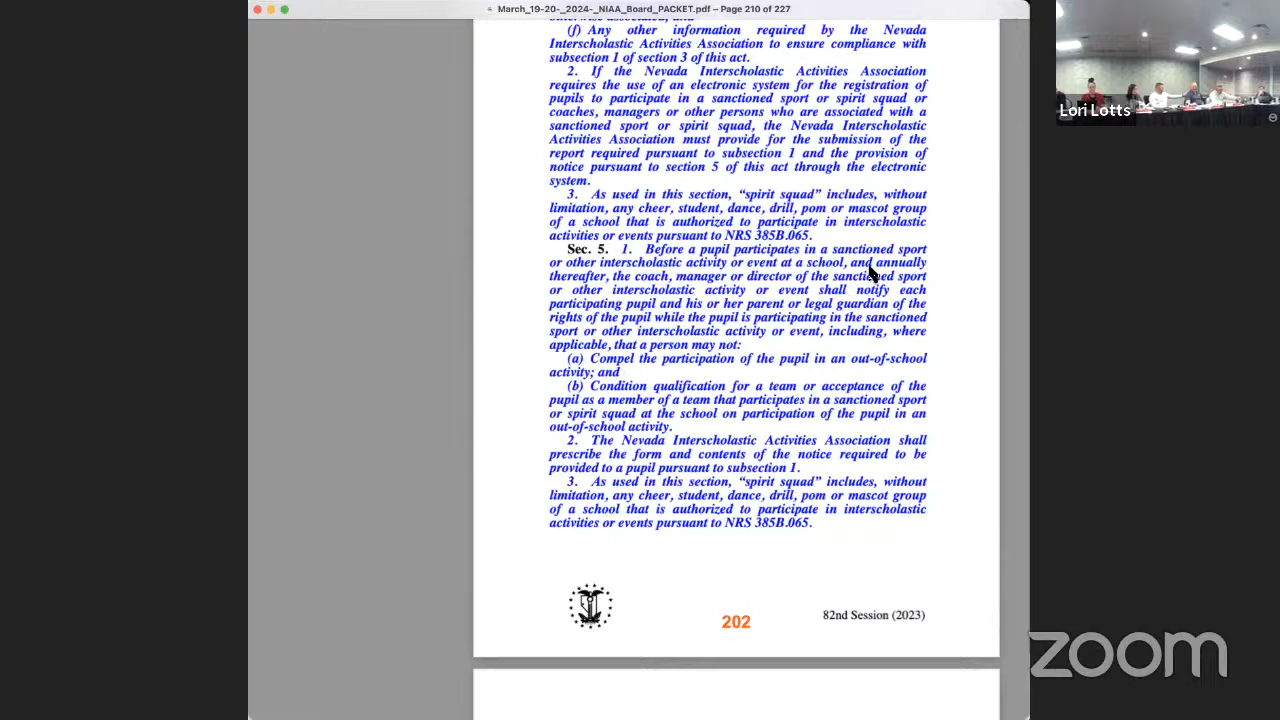 March_19-20-_2024-_NIAA_Board_PACKET.pdf – Page 210 of 227
otherwise associated; and
(f) Any other information required by the Nevada
Interscholastic Activities Association to ensure compliance with
subsection 1 of section 3 of this act.
2. If the Nevada Interscholastic Activities Association
requires the use of an electronic system for the registration of
pupils to participate in a sanctioned sport or spirit squad or
coaches, managers or other persons who are associated with a
sanctioned sport or spirit squad, the Nevada Interscholastic
Activities Association must provide for the submission of the
report required pursuant to subsection 1 and the provision of
notice pursuant to section 5 of this act through the electronic
system.
3. As used in this section, “spirit squad” includes, without
limitation, any cheer, student, dance, drill, pom or mascot group
of a school that is authorized to participate in interscholastic
activities or events pursuant to NRS 385B.065.
Sec. 5. 1. Before a pupil participates in a sanctioned sport
or other interscholastic activity or event at a school, and annually
thereafter, the coach, manager or director of the sanctioned sport
or other interscholastic activity or event shall notify each
participating pupil and his or her parent or legal guardian of the
rights of the pupil while the pupil is participating in the sanctioned
sport or other interscholastic activity or event, including, where
applicable, that a person may not:
(a) Compel the participation of the pupil in an out-of-school
activity; and
(b) Condition qualification for a team or acceptance of the
pupil as a member of a team that participates in a sanctioned sport
or spirit squad at the school on participation of the pupil in an
out-of-school activity.
2. The Nevada Interscholastic Activities Association shall
prescribe the form and contents of the notice required to be
provided to a pupil pursuant to subsection 1.
3. As used in this section, “spirit squad” includes, without
limitation, any cheer, student, dance, drill, pom or mascot group
of a school that is authorized to participate in interscholastic
activities or events pursuant to NRS 385B.065.
202
82nd Session (2023)
Lori Lotts
zoom